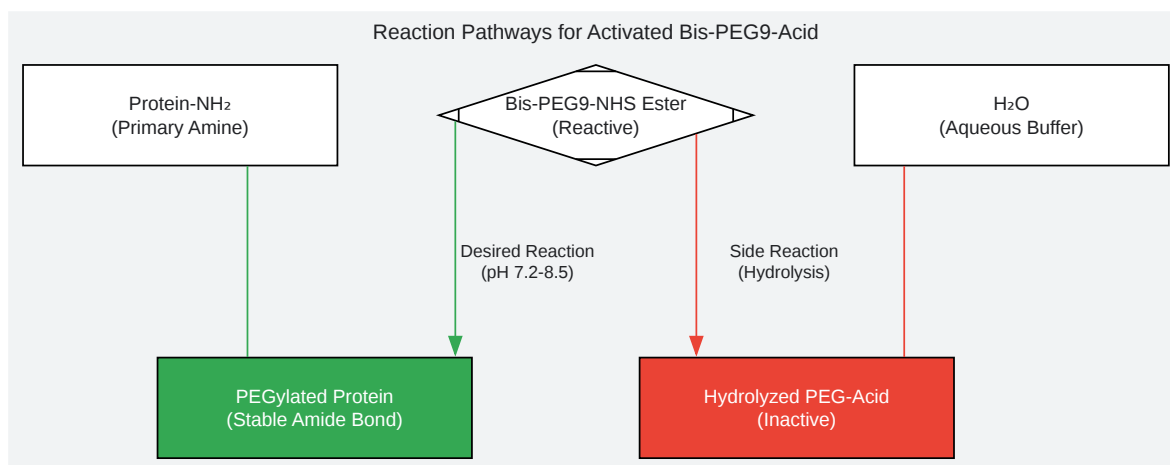 Reaction Pathways for Activated Bis-PEG9-Acid
Protein-NH₂
(Primary Amine)
Bis-PEG9-NHS Ester
(Reactive)
H₂O
(Aqueous Buffer)
Desired Reaction
(pH 7.2-8.5)
Side Reaction
(Hydrolysis)
PEGylated Protein
(Stable Amide Bond)
Hydrolyzed PEG-Acid
(Inactive)